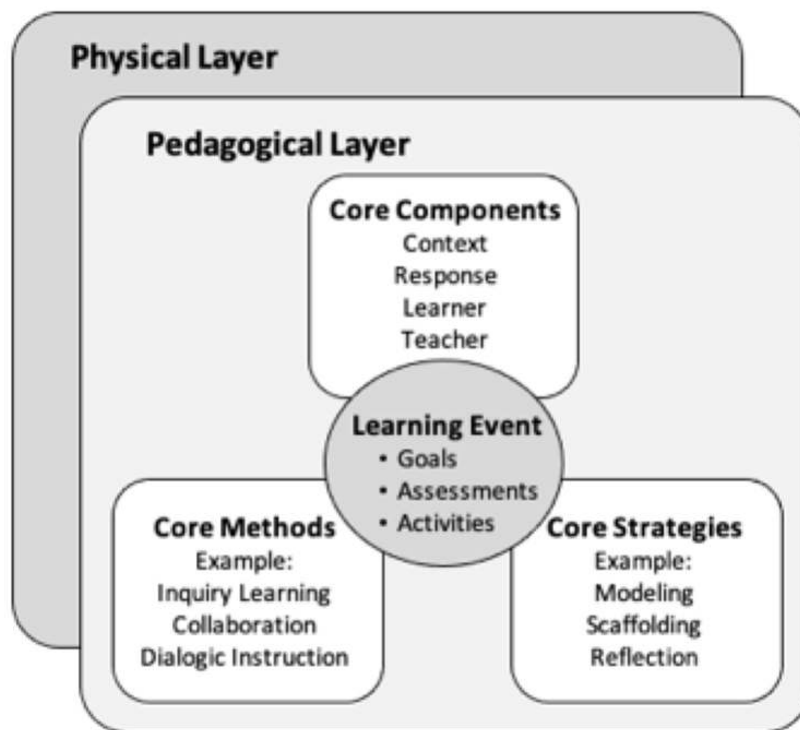 Physical Layer
Pedagogical Layer
Core Components
Context
Response
Learner
Teacher
Learning Event
• Goals
• Assessments
• Activities
Core Methods
Example:
Inquiry Learning
Collaboration
Dialogic Instruction
Core Strategies
Example:
Modeling
Scaffolding
Reflection